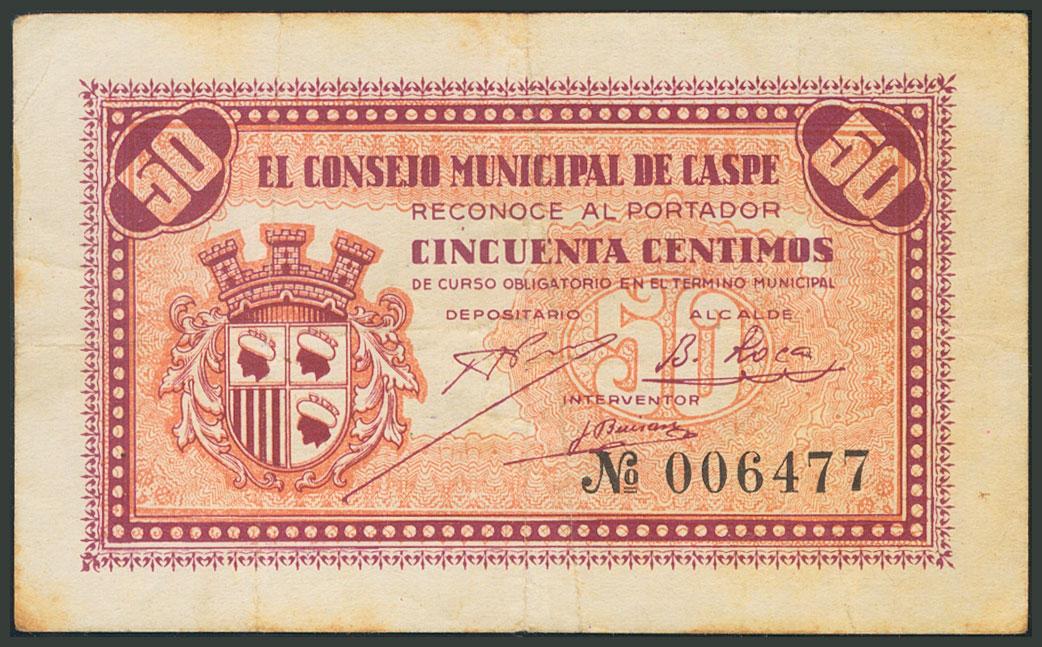 50 50
EL CONSEJO MUNICIPAL DE CASPE
RECONOCE AL PORTADOR
CINCUENTA CENTIMOS
DE CURSO OBLIGATORIO EN EL TERMINO MUNICIPAL
DEPOSITARIO ALCALDE
50
B. Roca
INTERVENTOR
Nº 006477